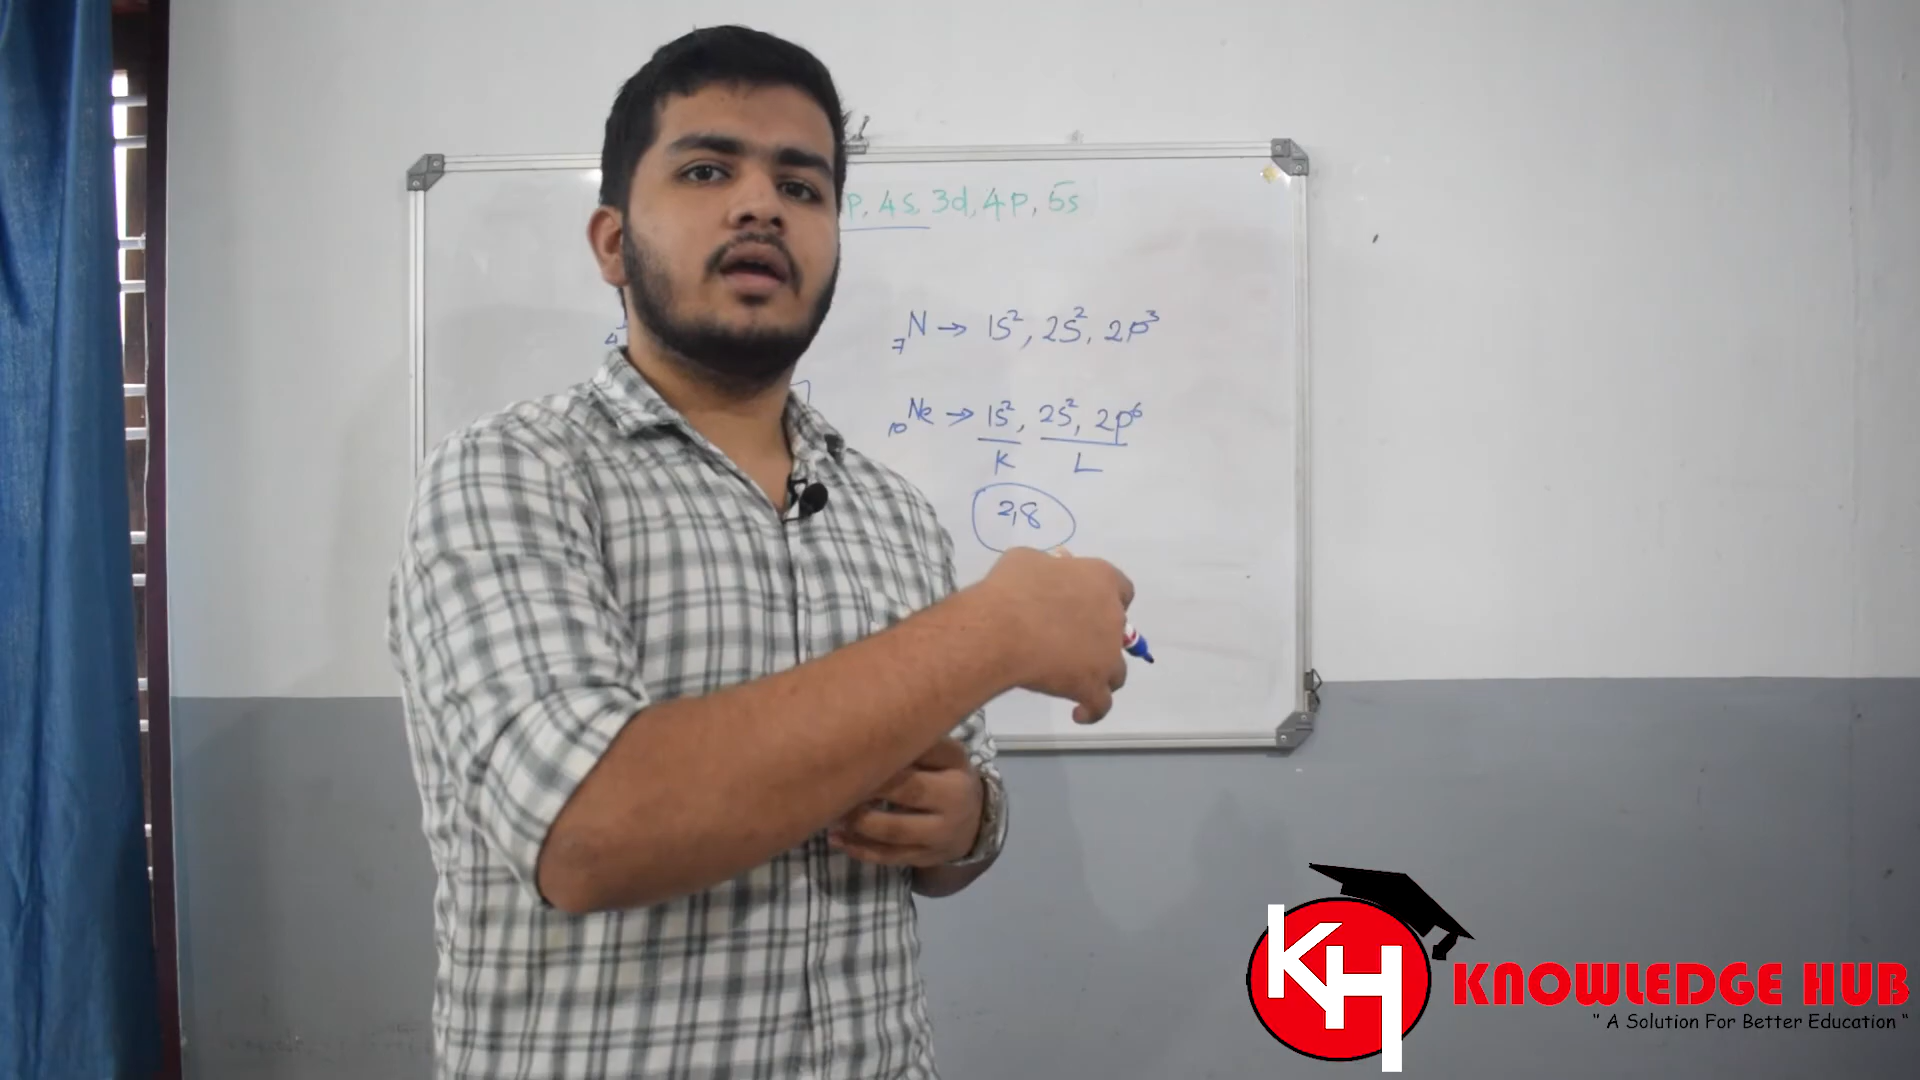 p, 4s, 3d, 4p, 5s
₇N → 1s², 2s², 2p³
₁₀Ne → 1s², 2s², 2p⁶
K L
2,8
4
KH KNOWLEDGE HUB
" A Solution For Better Education "